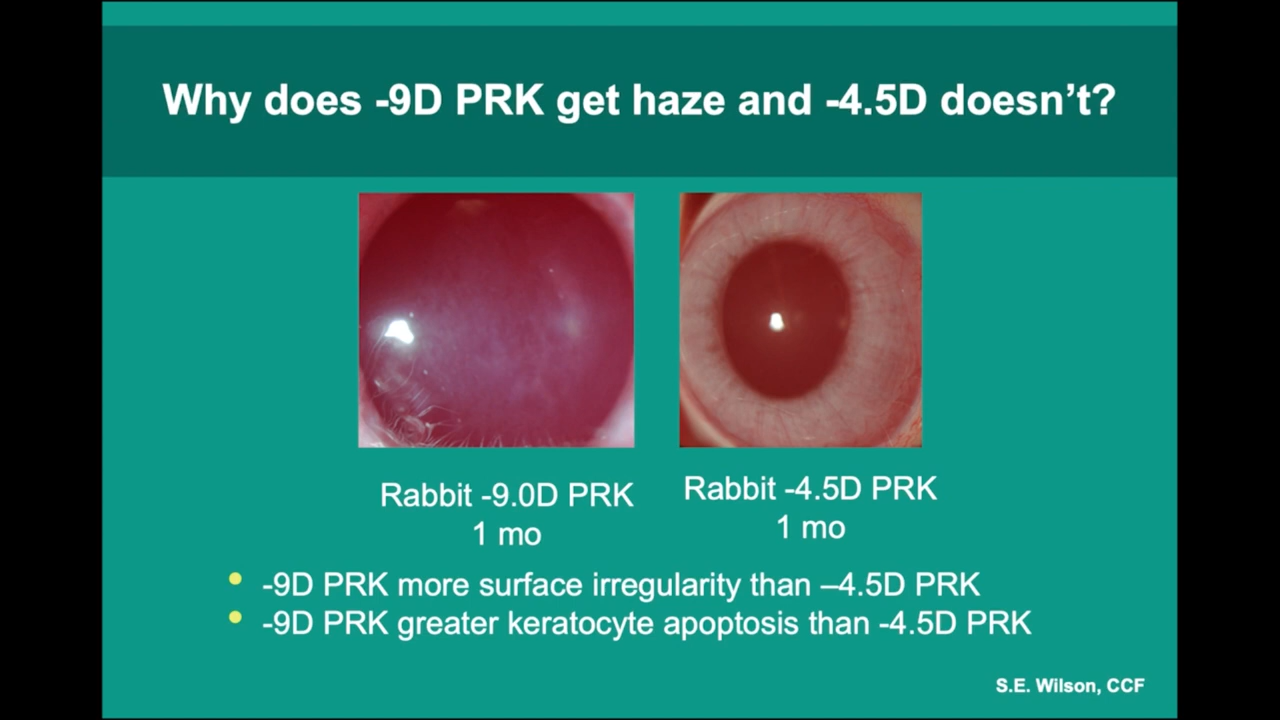 Why does -9D PRK get haze and -4.5D doesn’t?
Rabbit -9.0D PRK
1 mo
Rabbit -4.5D PRK
1 mo
• -9D PRK more surface irregularity than –4.5D PRK
• -9D PRK greater keratocyte apoptosis than -4.5D PRK
S.E. Wilson, CCF